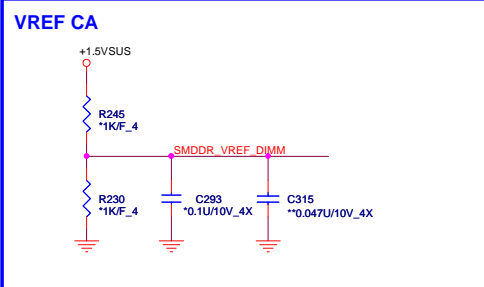 VREF CA
+1.5VSUS
R245
*1K/F_4
SMDDR_VREF_DIMM
R230
*1K/F_4
C293
*0.1U/10V_4X
C315
**0.047U/10V_4X